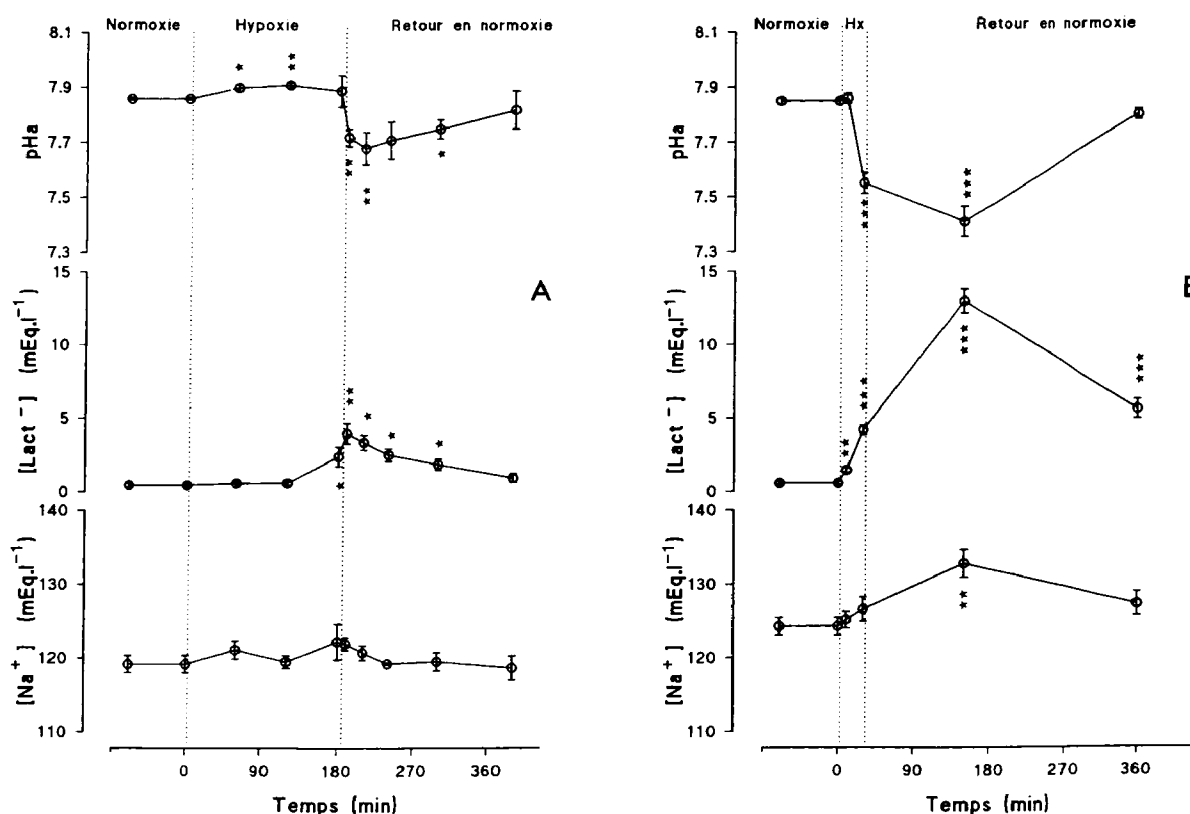 Normoxie Hypoxie Retour en normoxie
8.1
7.9
7.7
7.5
7.3
pHa
* ** ** ** *
A
15
10
5
0
[Lact⁻] (mEq.l⁻¹)
* ** * * *
140
130
120
110
[Na⁺] (mEq.l⁻¹)
0 90 180 270 360
Temps (min)
Normoxie Hx Retour en normoxie
8.1
7.9
7.7
7.5
7.3
pHa
*** ***
15
10
5
0
[Lact⁻] (mEq.l⁻¹)
** *** *** ***
140
130
120
110
[Na⁺] (mEq.l⁻¹)
**
0 90 180 270 360
Temps (min)